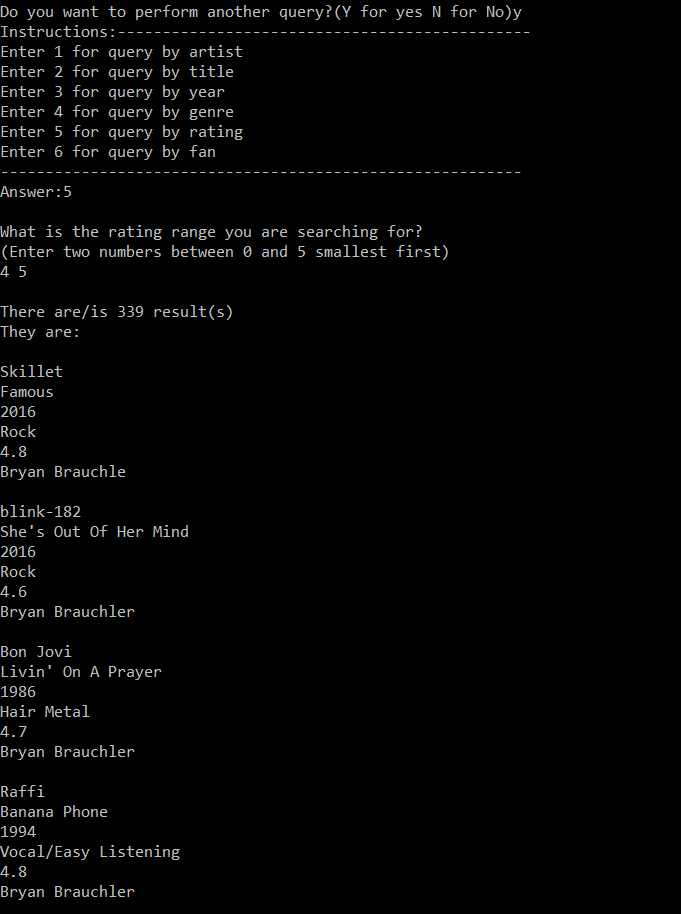 Do you want to perform another query?(Y for yes N for No)y
Instructions:----------------------------------------------
Enter 1 for query by artist
Enter 2 for query by title
Enter 3 for query by year
Enter 4 for query by genre
Enter 5 for query by rating
Enter 6 for query by fan
----------------------------------------------------------
Answer:5
What is the rating range you are searching for?
(Enter two numbers between 0 and 5 smallest first)
4 5
There are/is 339 result(s)
They are:
Skillet
Famous
2016
Rock
4.8
Bryan Brauchle
blink-182
She's Out Of Her Mind
2016
Rock
4.6
Bryan Brauchler
Bon Jovi
Livin' On A Prayer
1986
Hair Metal
4.7
Bryan Brauchler
Raffi
Banana Phone
1994
Vocal/Easy Listening
4.8
Bryan Brauchler